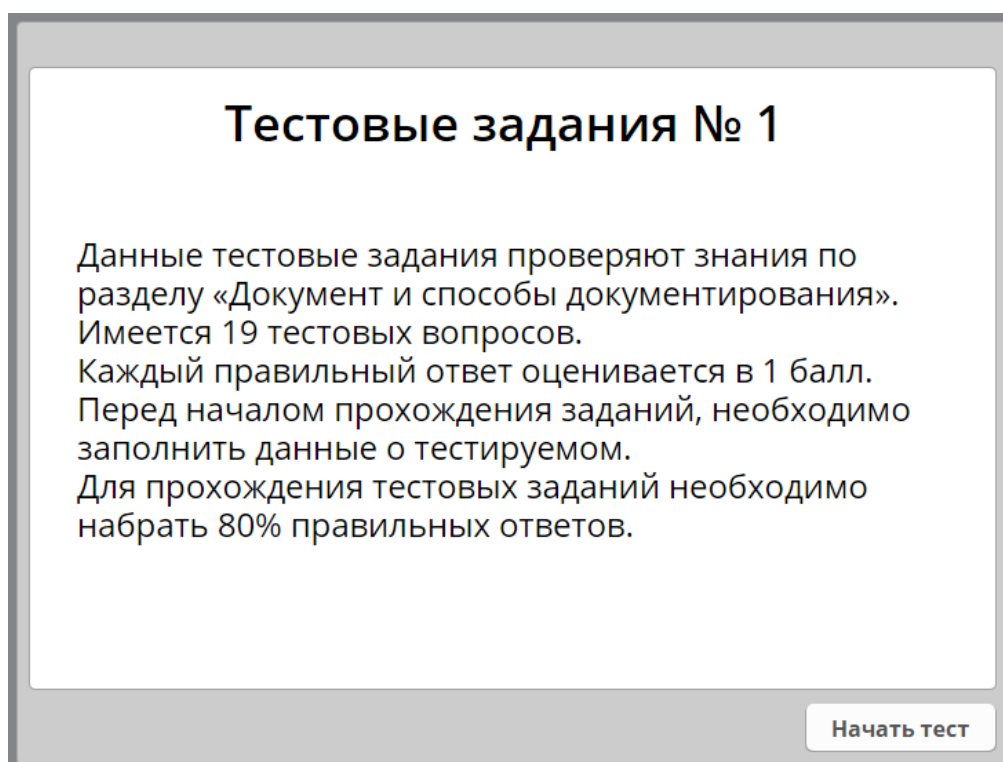 Тестовые задания № 1
Данные тестовые задания проверяют знания по
разделу «Документ и способы документирования».
Имеется 19 тестовых вопросов.
Каждый правильный ответ оценивается в 1 балл.
Перед началом прохождения заданий, необходимо
заполнить данные о тестируемом.
Для прохождения тестовых заданий необходимо
набрать 80% правильных ответов.
Начать тест